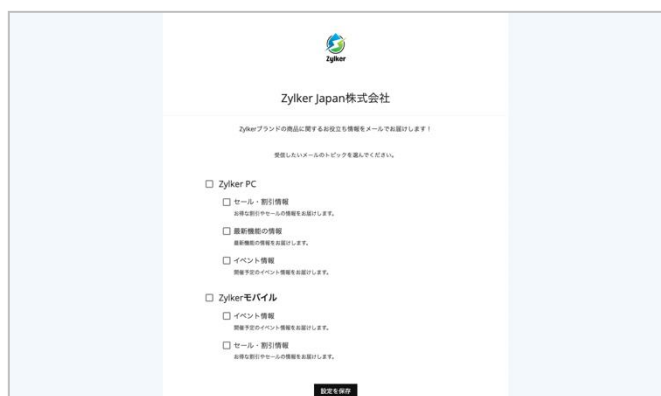 Zylker
Zylker Japan株式会社
Zylkerブランドの商品に関するお役立ち情報をメールでお届けします！
受信したいメールのトピックを選んでください。
Zylker PC
セール・割引情報
お得な割引やセールの情報をお届けします。
最新機能の情報
最新機能の情報をお届けします。
イベント情報
開催予定のイベント情報をお届けします。
Zylkerモバイル
イベント情報
開催予定のイベント情報をお届けします。
セール・割引情報
お得な割引やセールの情報をお届けします。
設定を保存